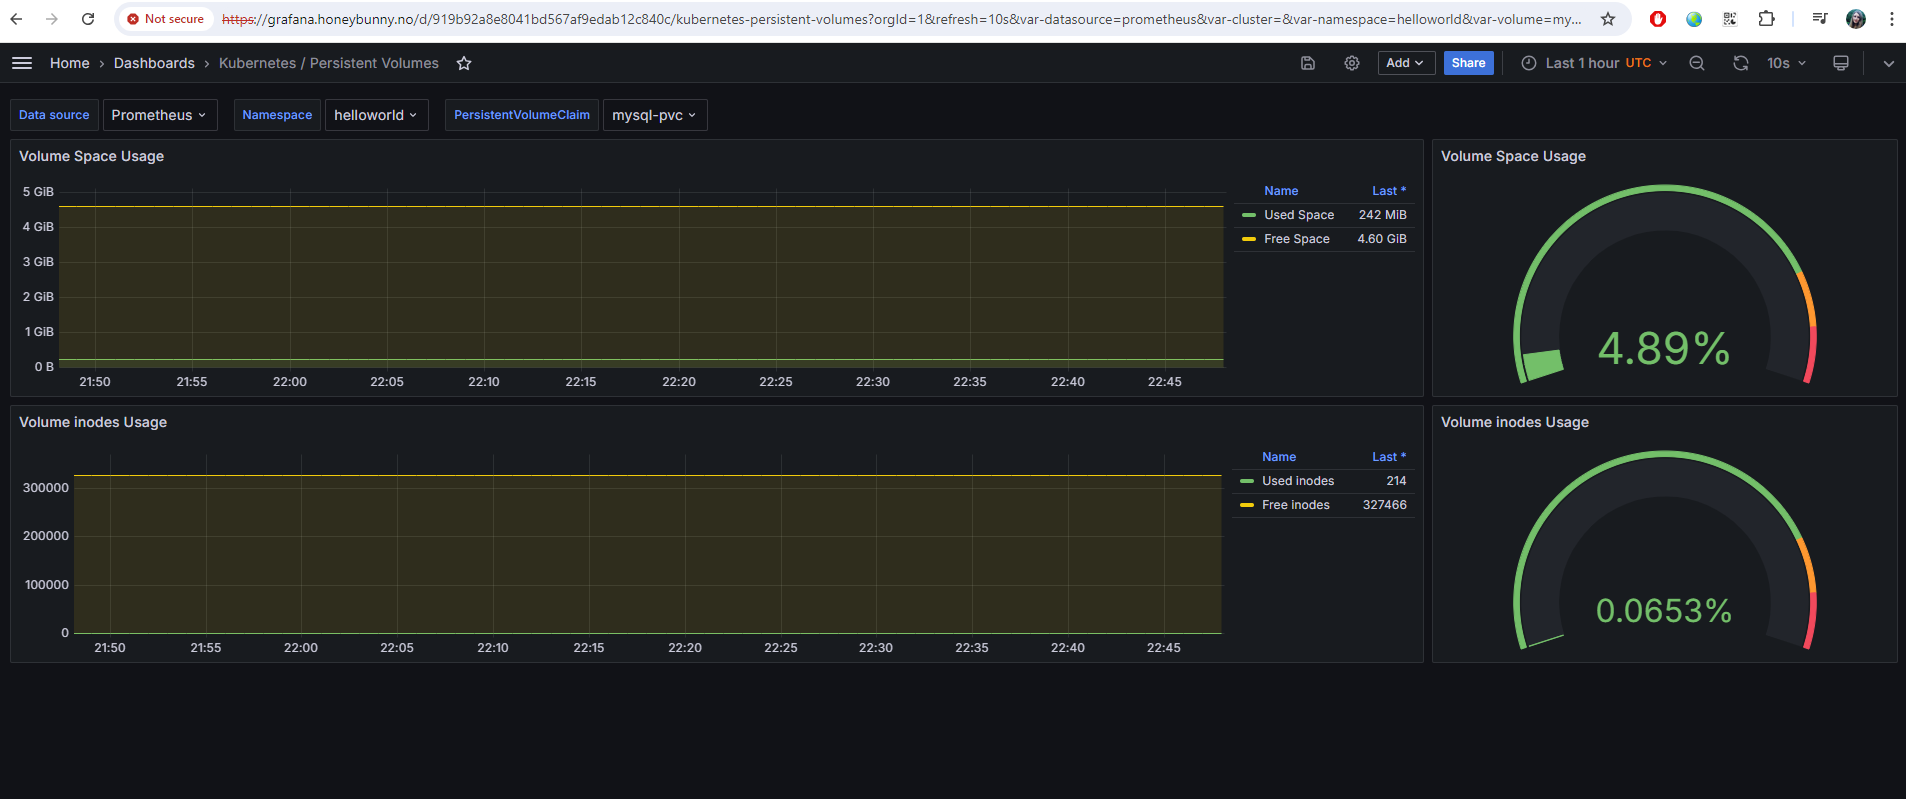 Not secure https://grafana.honeybunny.no/d/919b92a8e8041bd567af9edab12c840c/kubernetes-persistent-volumes?orgId=1&refresh=10s&var-datasource=prometheus&var-cluster=&var-namespace=helloworld&var-volume=my...
Home › Dashboards › Kubernetes / Persistent Volumes Add Share Last 1 hour UTC 10s
Data source Prometheus Namespace helloworld PersistentVolumeClaim mysql-pvc
Volume Space Usage
5 GiB
4 GiB
3 GiB
2 GiB
1 GiB
0 B
21:50 21:55 22:00 22:05 22:10 22:15 22:20 22:25 22:30 22:35 22:40 22:45
Name Last *
Used Space 242 MiB
Free Space 4.60 GiB
Volume Space Usage
4.89%
Volume inodes Usage
300000
200000
100000
0
21:50 21:55 22:00 22:05 22:10 22:15 22:20 22:25 22:30 22:35 22:40 22:45
Name Last *
Used inodes 214
Free inodes 327466
Volume inodes Usage
0.0653%